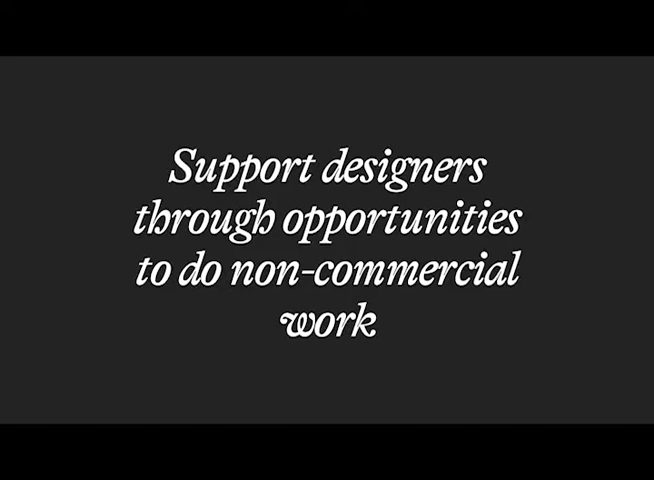 Support designers
through opportunities
to do non-commercial
work